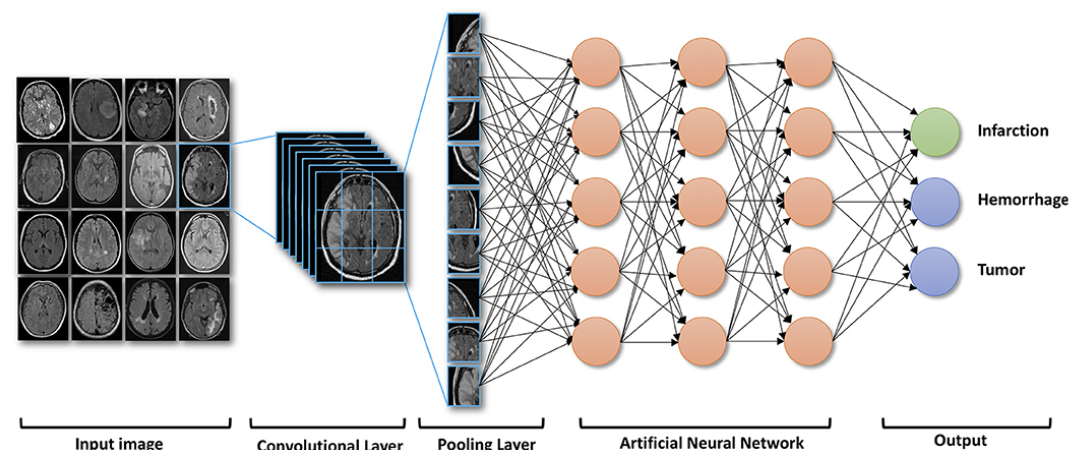 Infarction
Hemorrhage
Tumor
Input image
Convolutional Layer
Pooling Layer
Artificial Neural Network
Output